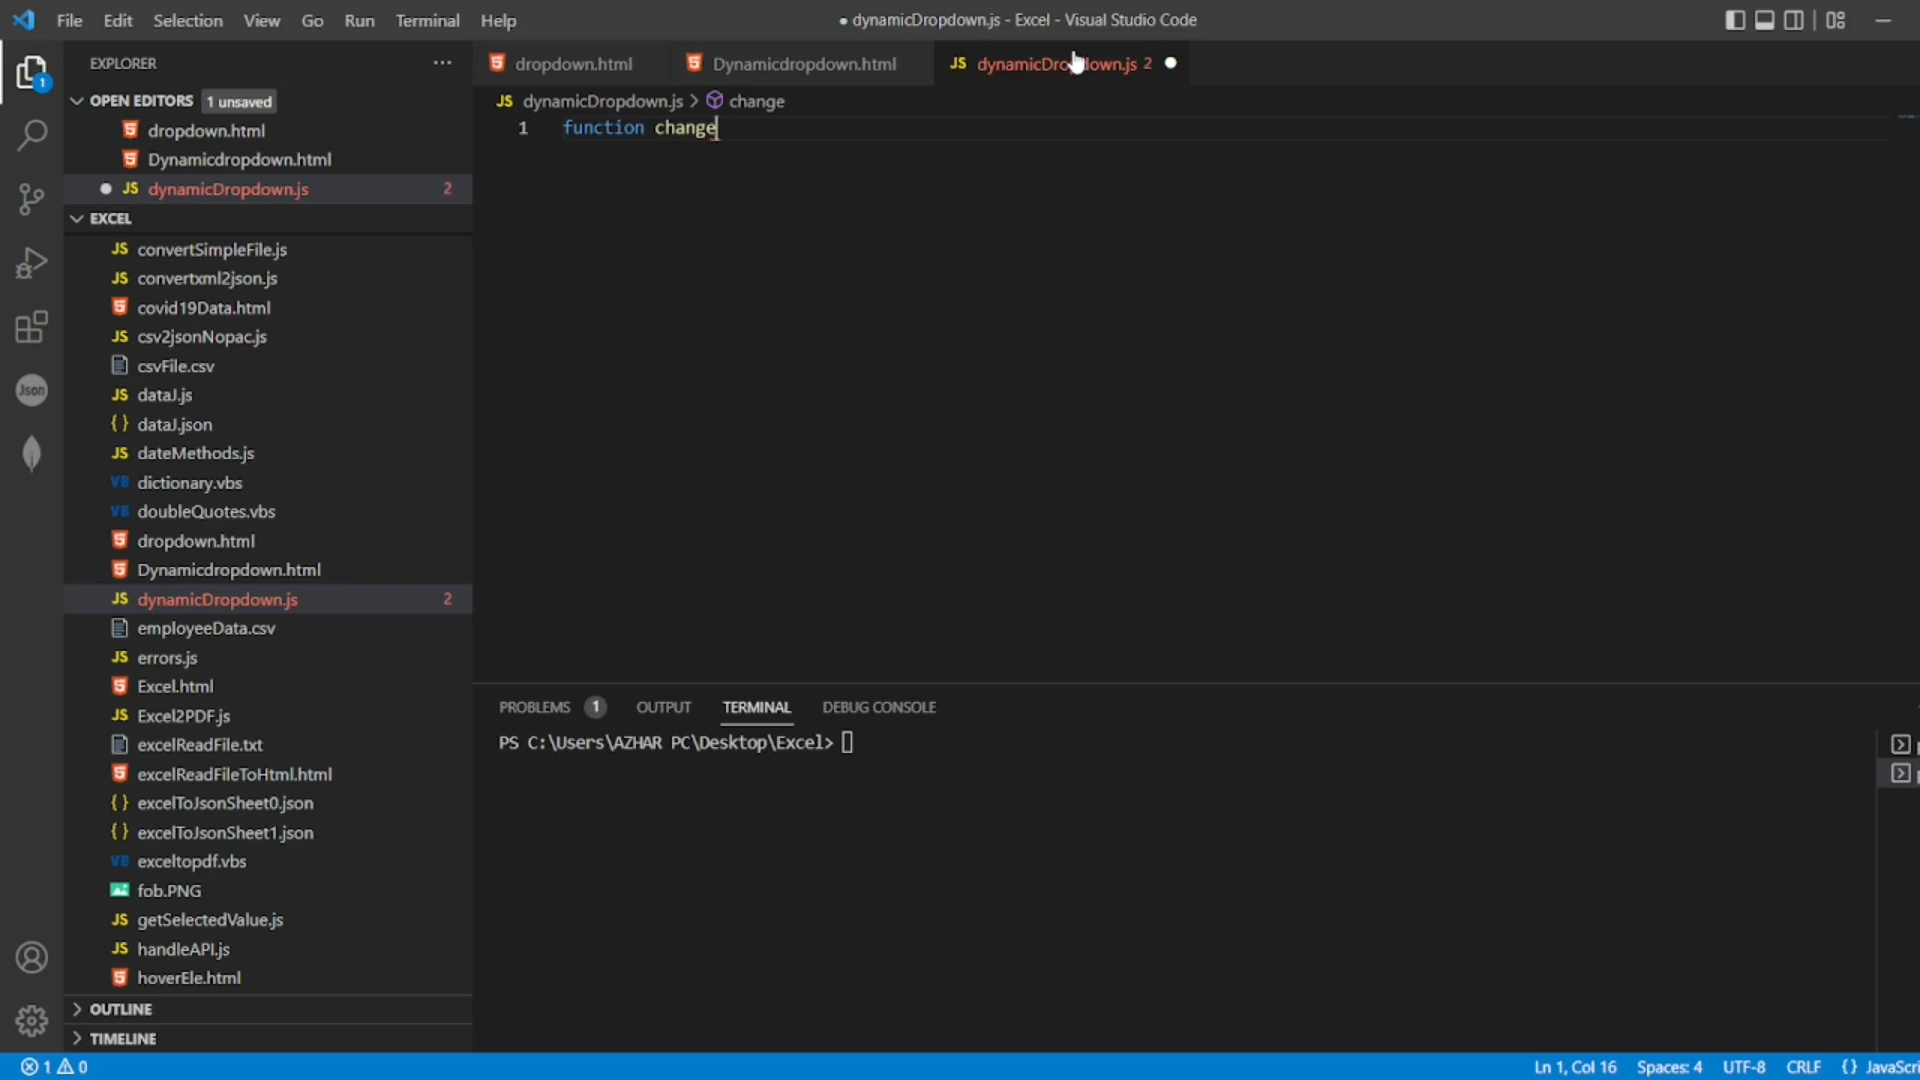 File Edit Selection View Go Run Terminal Help
● dynamicDropdown.js - Excel - Visual Studio Code
EXPLORER
dropdown.html
Dynamicdropdown.html
JS dynamicDropdown.js 2
OPEN EDITORS 1 unsaved
JS dynamicDropdown.js > change
1 function change
dropdown.html
Dynamicdropdown.html
JS dynamicDropdown.js 2
EXCEL
JS convertSimpleFile.js
JS convertxml2json.js
covid19Data.html
JS csv2jsonNopac.js
csvFile.csv
JS dataJ.js
{} dataJ.json
JS dateMethods.js
VB dictionary.vbs
VB doubleQuotes.vbs
dropdown.html
Dynamicdropdown.html
JS dynamicDropdown.js 2
employeeData.csv
JS errors.js
Excel.html
JS Excel2PDF.js
excelReadFile.txt
excelReadFileToHtml.html
{} excelToJsonSheet0.json
{} excelToJsonSheet1.json
VB exceltopdf.vbs
fob.PNG
JS getSelectedValue.js
JS handleAPI.js
hoverEle.html
OUTLINE
TIMELINE
1
Json
PROBLEMS 1 OUTPUT TERMINAL DEBUG CONSOLE
PS C:\Users\AZHAR PC\Desktop\Excel>
1 0
Ln 1, Col 16 Spaces: 4 UTF-8 CRLF {} JavaScri